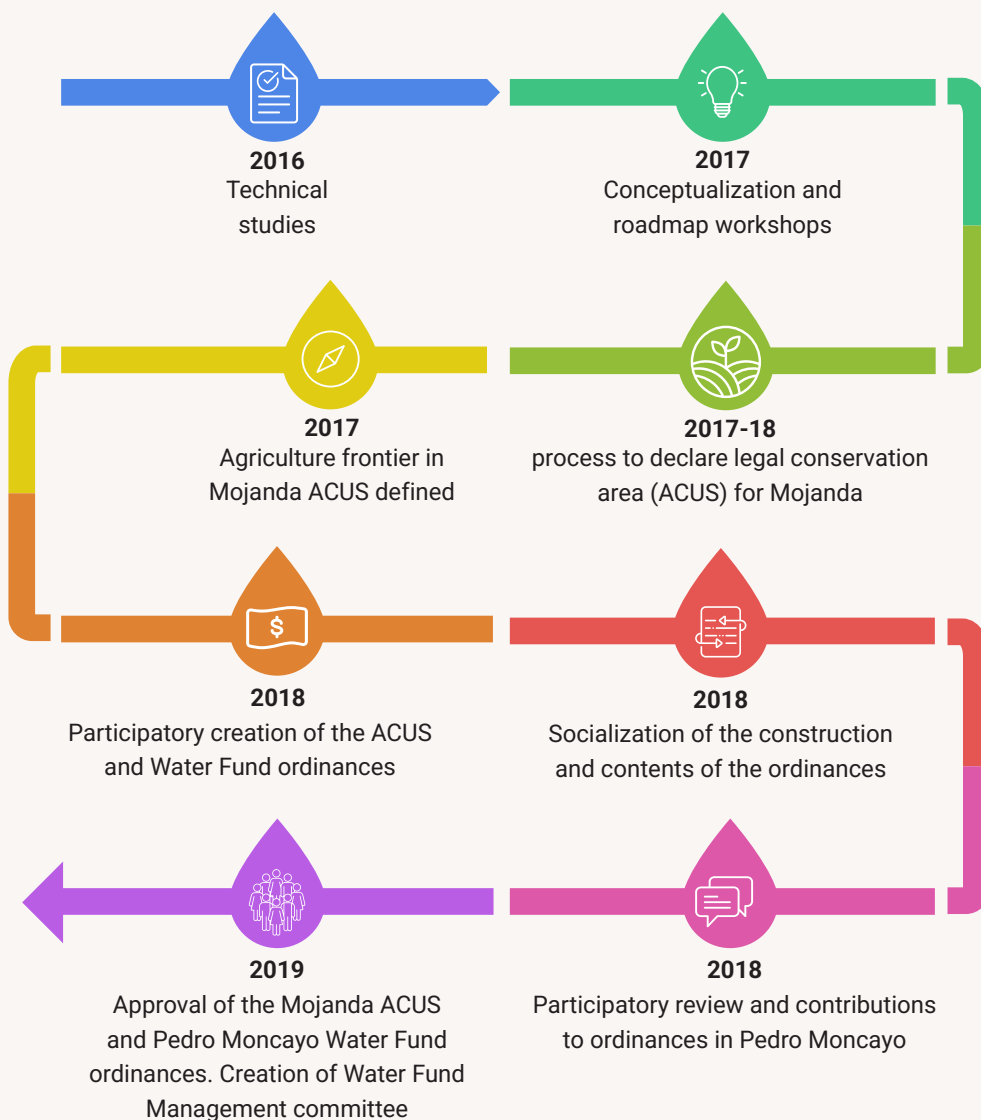 2016
Technical
studies
2017
Conceptualization and
roadmap workshops
2017-18
process to declare legal conservation
area (ACUS) for Mojanda
2017
Agriculture frontier in
Mojanda ACUS defined
$
2018
Participatory creation of the ACUS
and Water Fund ordinances
2018
Socialization of the construction
and contents of the ordinances
2018
Participatory review and contributions
to ordinances in Pedro Moncayo
2019
Approval of the Mojanda ACUS
and Pedro Moncayo Water Fund
ordinances. Creation of Water Fund
Management committee